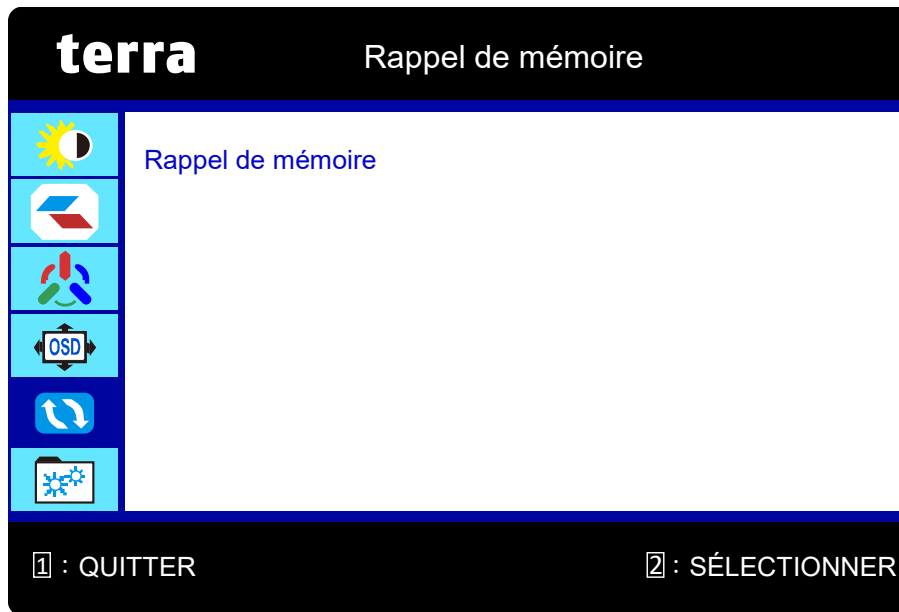 terra
Rappel de mémoire
Rappel de mémoire
OSD
1 : QUITTER
2 : SÉLECTIONNER